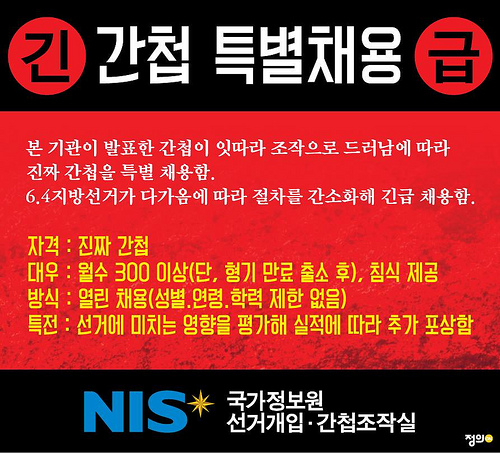 긴 간첩 특별채용 급
본 기관이 발표한 간첩이 잇따라 조작으로 드러남에 따라
진짜 간첩을 특별 채용함.
6.4지방선거가 다가옴에 따라 절차를 간소화해 긴급 채용함.
자격 : 진짜 간첩
대우 : 월수 300 이상(단, 형기 만료 출소 후), 침식 제공
방식 : 열린 채용(성별.연령.학력 제한 없음)
특전 : 선거에 미치는 영향을 평가해 실적에 따라 추가 포상함
NIS 국가정보원
선거개입·간첩조작실
정의